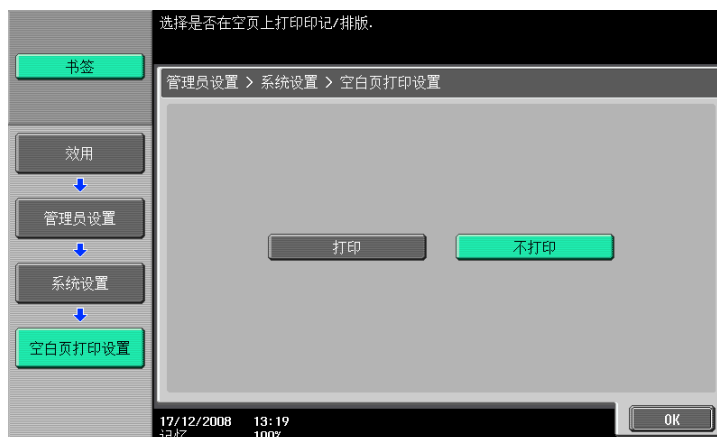 选择是否在空页上打印印记/排版.
书签
管理员设置 > 系统设置 > 空白页打印设置
效用
管理员设置
系统设置
空白页打印设置
打印
不打印
17/12/2008 13:19
记忆 100%
OK